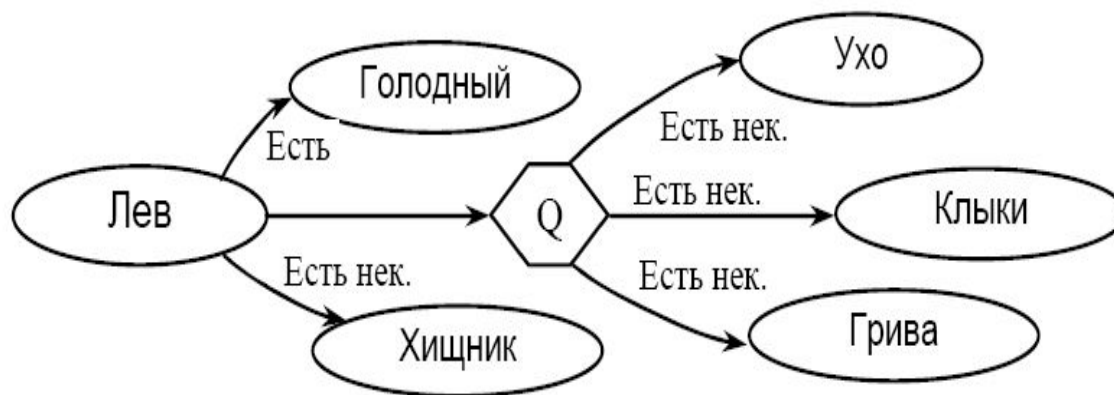 Ухо
Голодный
Есть
Есть нек.
Лев
Q
Есть нек.
Клыки
Есть нек.
Есть нек.
Хищник
Грива